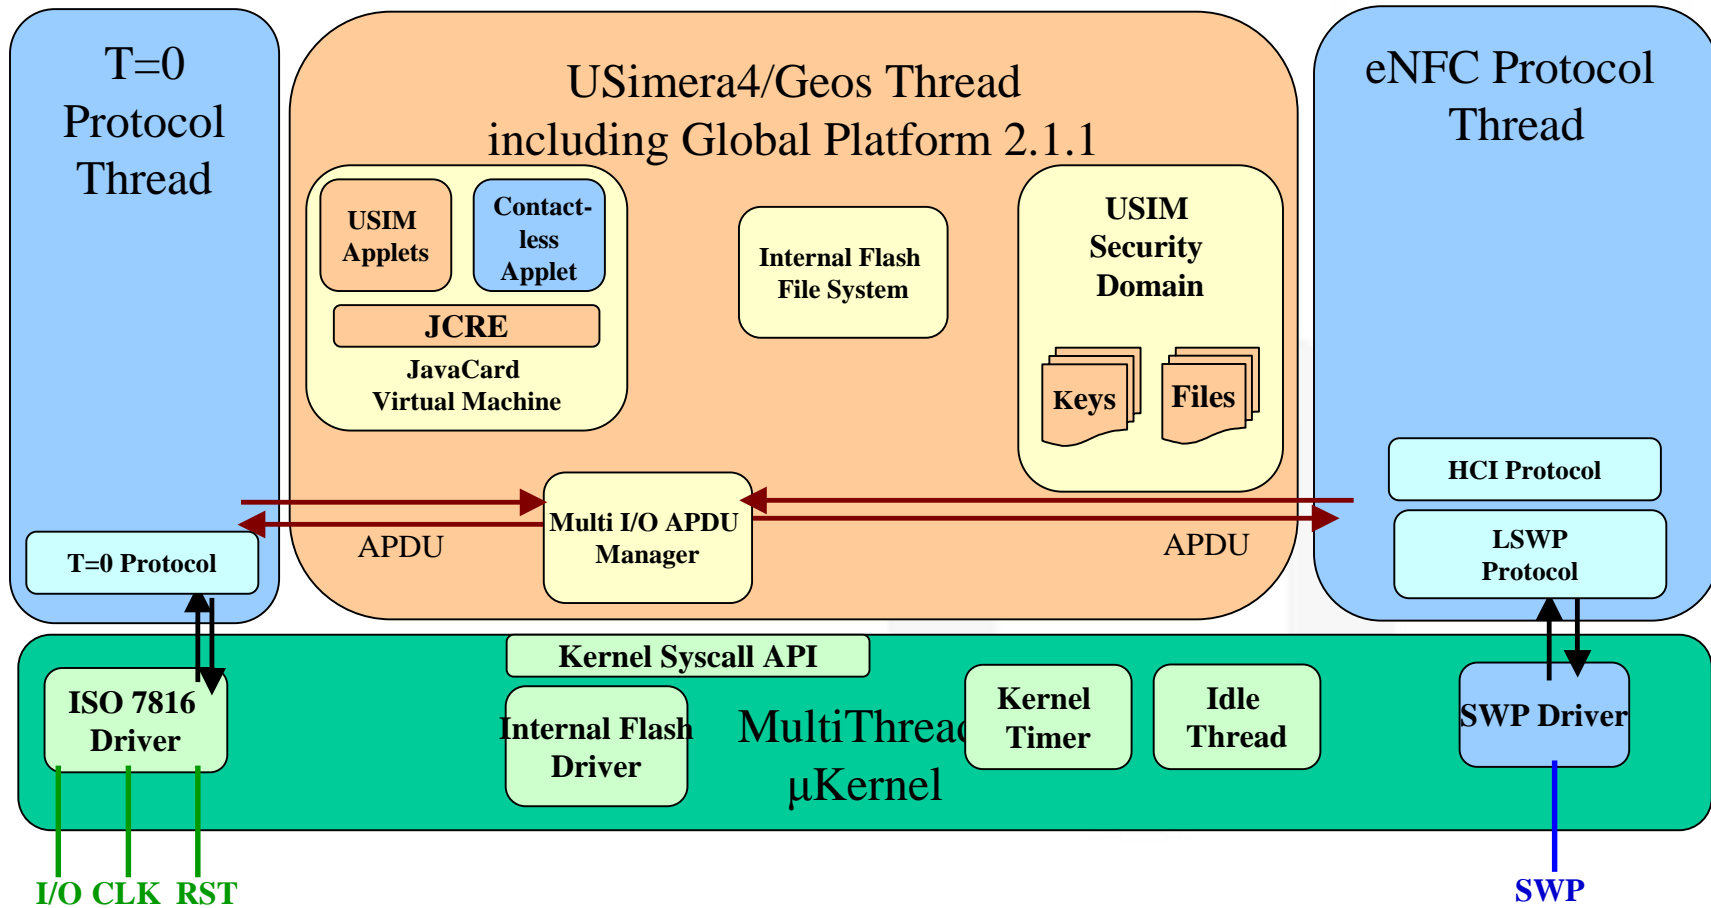 T=0
Protocol
Thread
USimera4/Geos Thread
including Global Platform 2.1.1
eNFC Protocol
Thread
USIM
Applets
Contact-
less
Applet
JCRE
JavaCard
Virtual Machine
Internal Flash
File System
USIM
Security
Domain
Keys
Files
HCI Protocol
LSWP
Protocol
Multi I/O APDU
Manager
APDU
APDU
T=0 Protocol
Kernel Syscall API
ISO 7816
Driver
Internal Flash
Driver
MultiThread
μKernel
Kernel
Timer
Idle
Thread
SWP Driver
I/O CLK RST
SWP